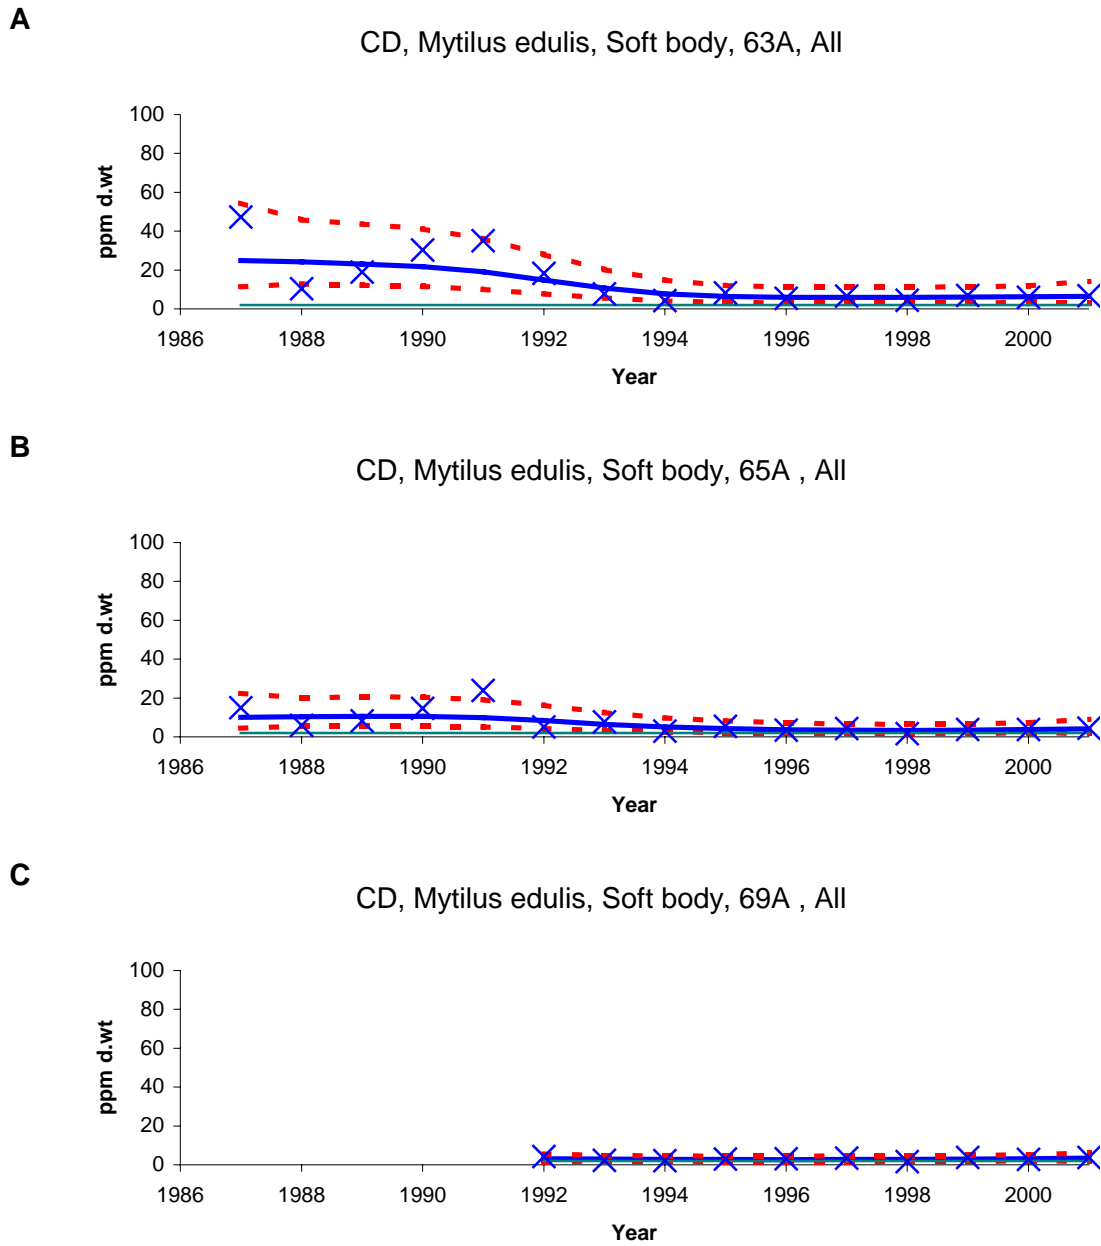 A
CD, Mytilus edulis, Soft body, 63A, All
100
80
60
40
20
0
ppm d.wt
1986 1988 1990 1992 1994 1996 1998 2000
Year
B
CD, Mytilus edulis, Soft body, 65A , All
100
80
60
40
20
0
ppm d.wt
1986 1988 1990 1992 1994 1996 1998 2000
Year
C
CD, Mytilus edulis, Soft body, 69A , All
100
80
60
40
20
0
ppm d.wt
1986 1988 1990 1992 1994 1996 1998 2000
Year